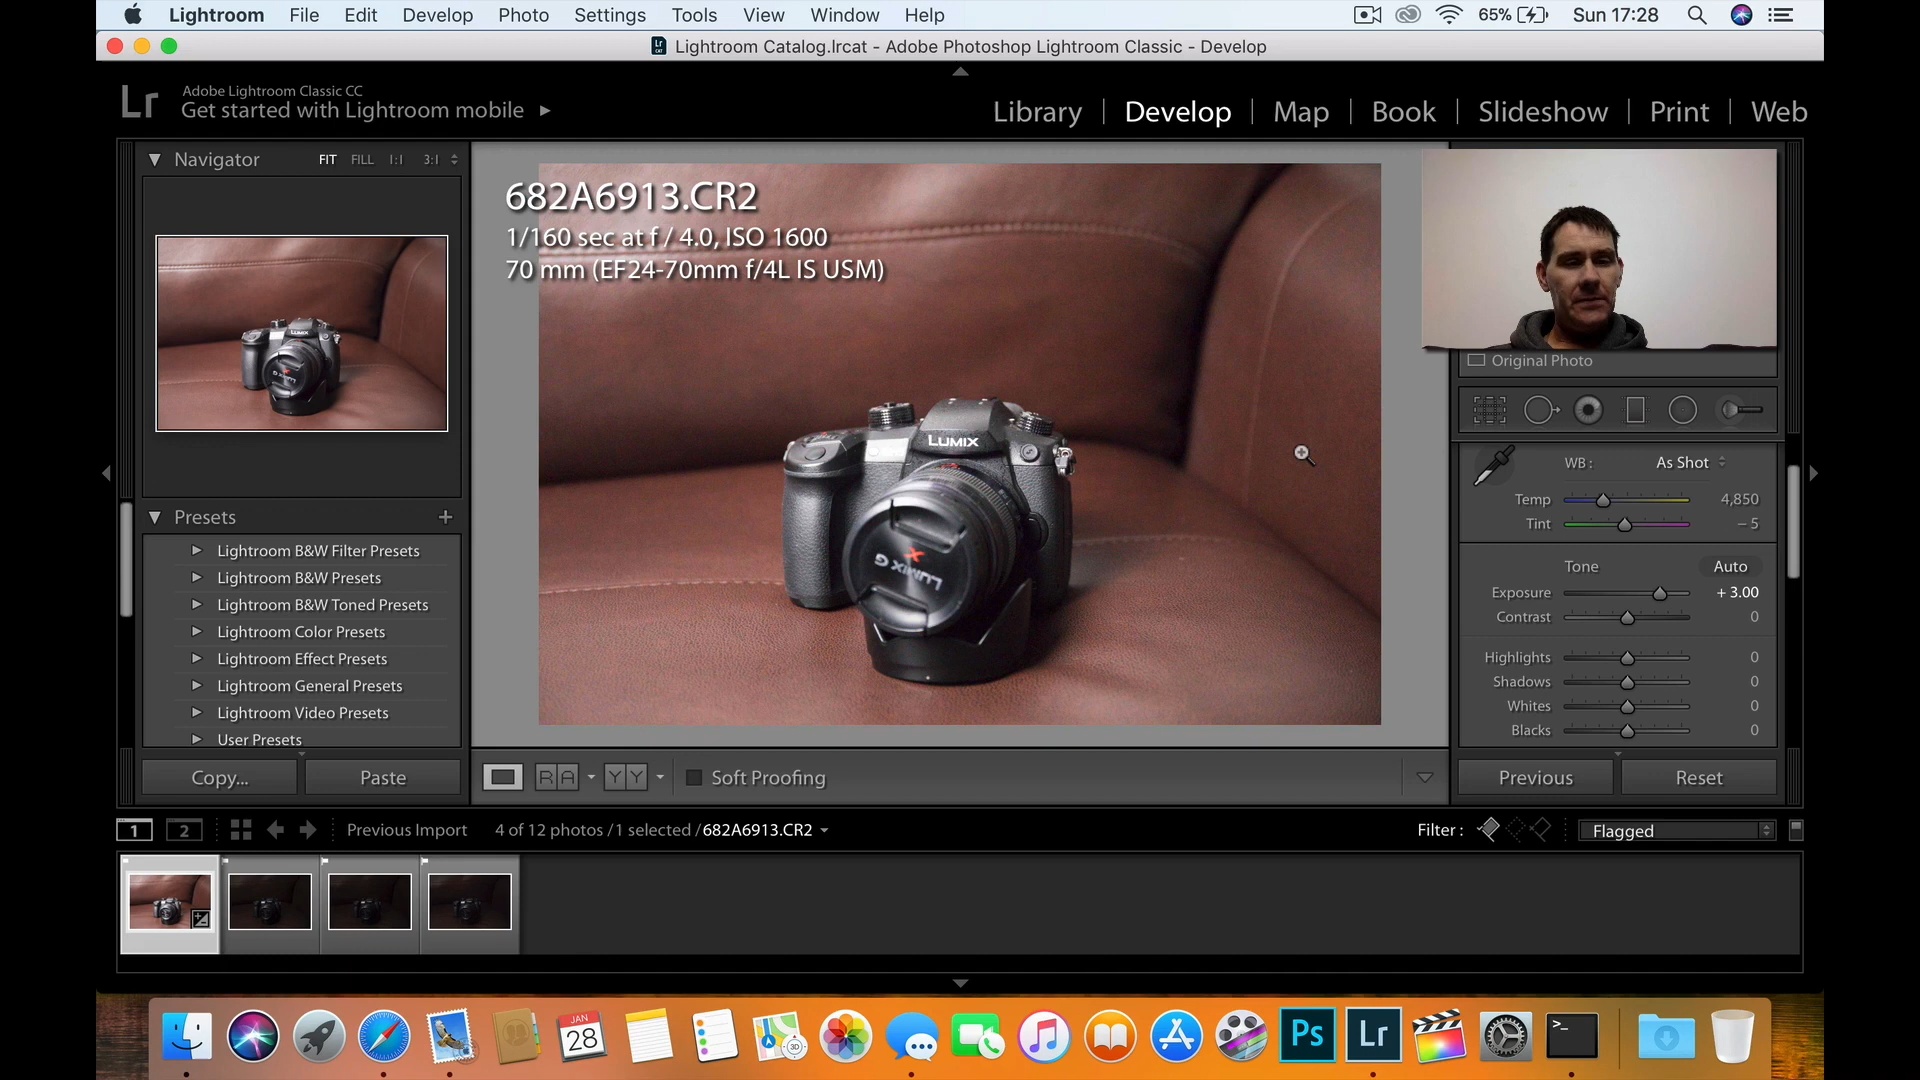 Lightroom File Edit Develop Photo Settings Tools View Window Help 65% Sun 17:28
Lr Lightroom Catalog.lrcat - Adobe Photoshop Lightroom Classic - Develop
Lr Adobe Lightroom Classic CC
Get started with Lightroom mobile
Library | Develop | Map | Book | Slideshow | Print | Web
Navigator FIT FILL 1:1 3:1
682A6913.CR2
1/160 sec at f / 4.0, ISO 1600
70 mm (EF24-70mm f/4L IS USM)
LUMIX
LUMIX G X
Original Photo
WB : As Shot
Temp 4,850
Tint – 5
Tone Auto
Exposure + 3.00
Contrast 0
Highlights 0
Shadows 0
Whites 0
Blacks 0
Presets +
Lightroom B&W Filter Presets
Lightroom B&W Presets
Lightroom B&W Toned Presets
Lightroom Color Presets
Lightroom Effect Presets
Lightroom General Presets
Lightroom Video Presets
User Presets
Copy... Paste
R A Y Y Soft Proofing
Previous Reset
1 2 Previous Import 4 of 12 photos / 1 selected / 682A6913.CR2
Filter : Flagged
JAN
28
3D
Ps
Lr
>_